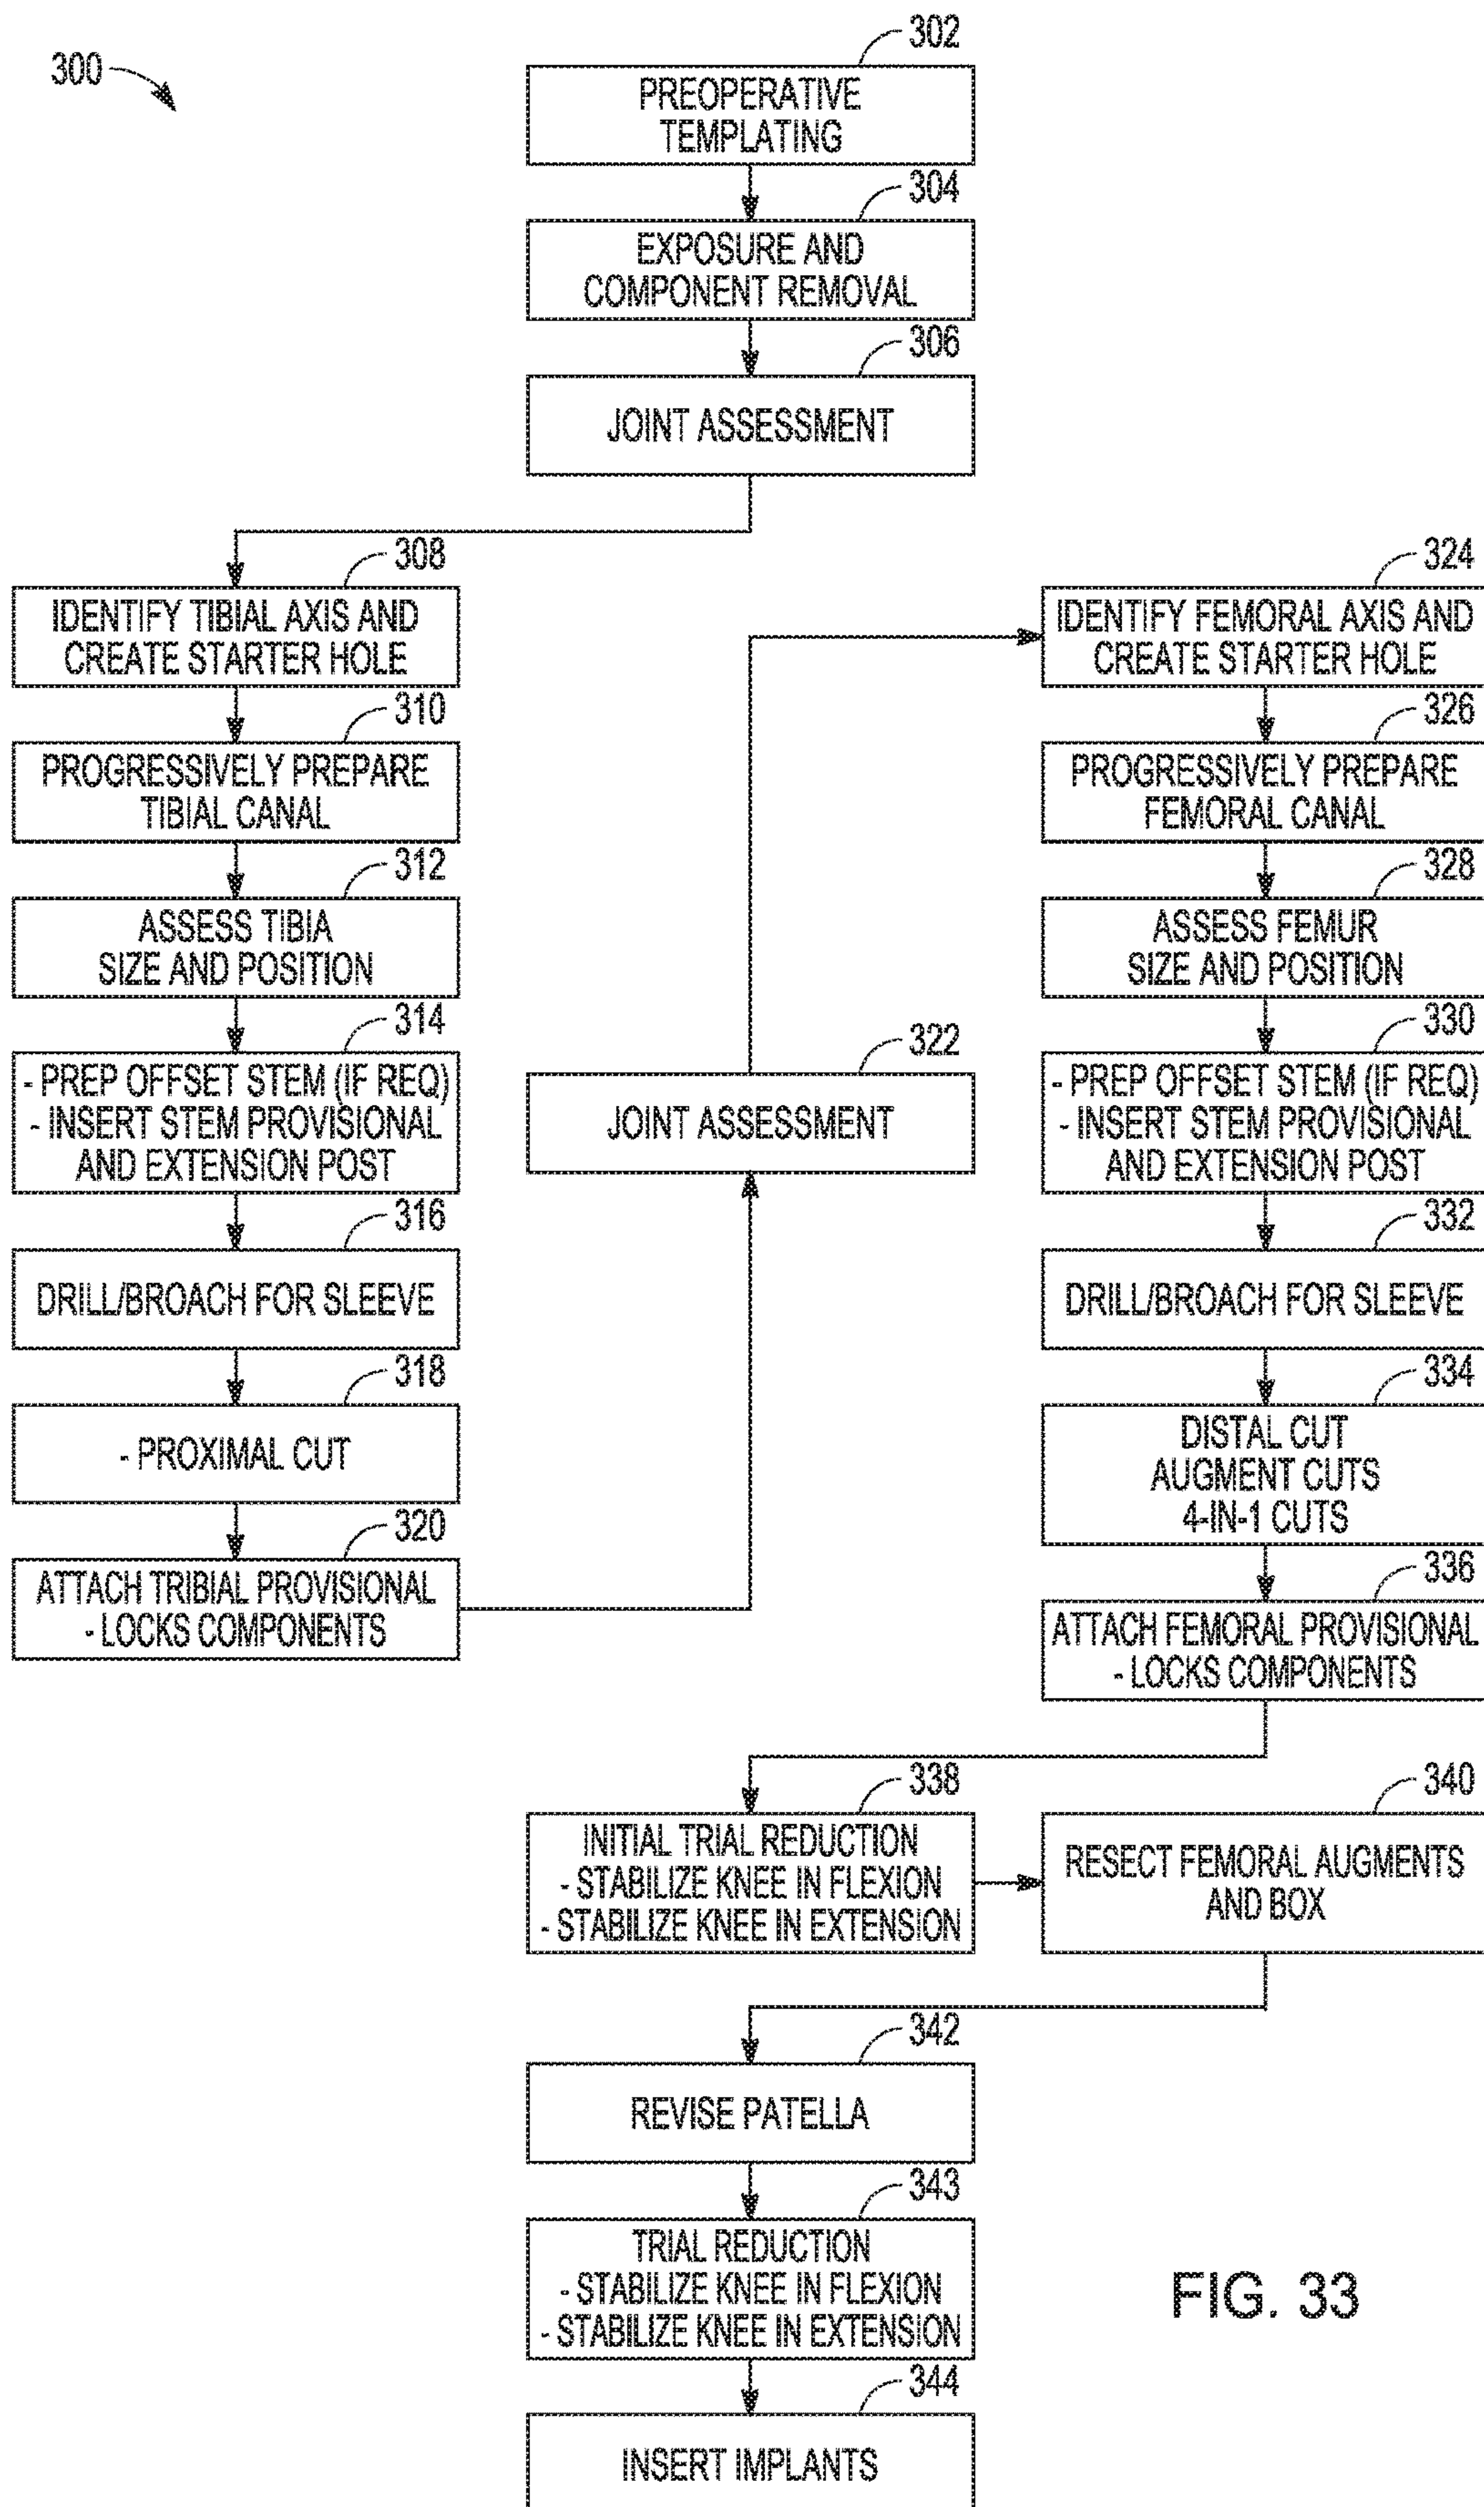 300
302
PREOPERATIVE
TEMPLATING
304
EXPOSURE AND
COMPONENT REMOVAL
306
JOINT ASSESSMENT
308
IDENTIFY TIBIAL AXIS AND
CREATE STARTER HOLE
310
PROGRESSIVELY PREPARE
TIBIAL CANAL
312
ASSESS TIBIA
SIZE AND POSITION
314
- PREP OFFSET STEM (IF REQ)
- INSERT STEM PROVISIONAL
AND EXTENSION POST
316
DRILL/BROACH FOR SLEEVE
318
- PROXIMAL CUT
320
ATTACH TRIBIAL PROVISIONAL
- LOCKS COMPONENTS
322
JOINT ASSESSMENT
324
IDENTIFY FEMORAL AXIS AND
CREATE STARTER HOLE
326
PROGRESSIVELY PREPARE
FEMORAL CANAL
328
ASSESS FEMUR
SIZE AND POSITION
330
- PREP OFFSET STEM (IF REQ)
- INSERT STEM PROVISIONAL
AND EXTENSION POST
332
DRILL/BROACH FOR SLEEVE
334
DISTAL CUT
AUGMENT CUTS
4-IN-1 CUTS
336
ATTACH FEMORAL PROVISIONAL
- LOCKS COMPONENTS
338
INITIAL TRIAL REDUCTION
- STABILIZE KNEE IN FLEXION
- STABILIZE KNEE IN EXTENSION
340
RESECT FEMORAL AUGMENTS
AND BOX
342
REVISE PATELLA
343
TRIAL REDUCTION
- STABILIZE KNEE IN FLEXION
- STABILIZE KNEE IN EXTENSION
344
INSERT IMPLANTS
FIG. 33